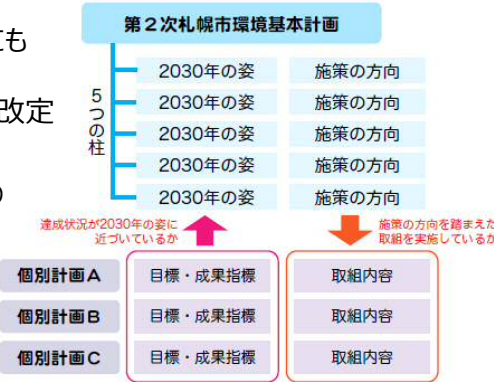 第2次札幌市環境基本計画
も
改定
5つの柱
2030年の姿 施策の方向
2030年の姿 施策の方向
2030年の姿 施策の方向
2030年の姿 施策の方向
2030年の姿 施策の方向
達成状況が2030年の姿に
近づいているか
施策の方向を踏まえた
取組を実施しているか
個別計画A 目標・成果指標 取組内容
個別計画B 目標・成果指標 取組内容
個別計画C 目標・成果指標 取組内容